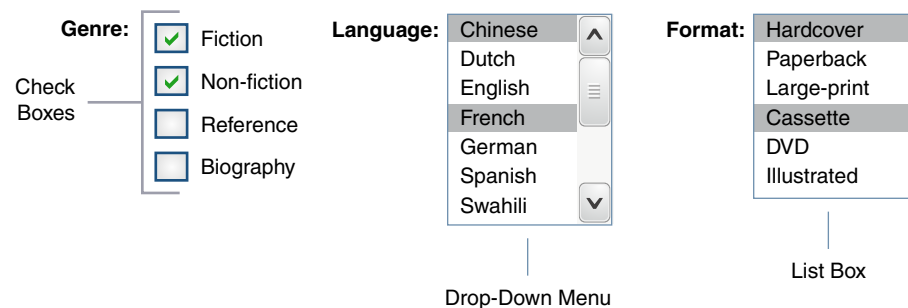 Genre:
Fiction
Non-fiction
Reference
Biography
Check
Boxes
Language:
Chinese
Dutch
English
French
German
Spanish
Swahili
Drop-Down Menu
Format:
Hardcover
Paperback
Large-print
Cassette
DVD
Illustrated
List Box